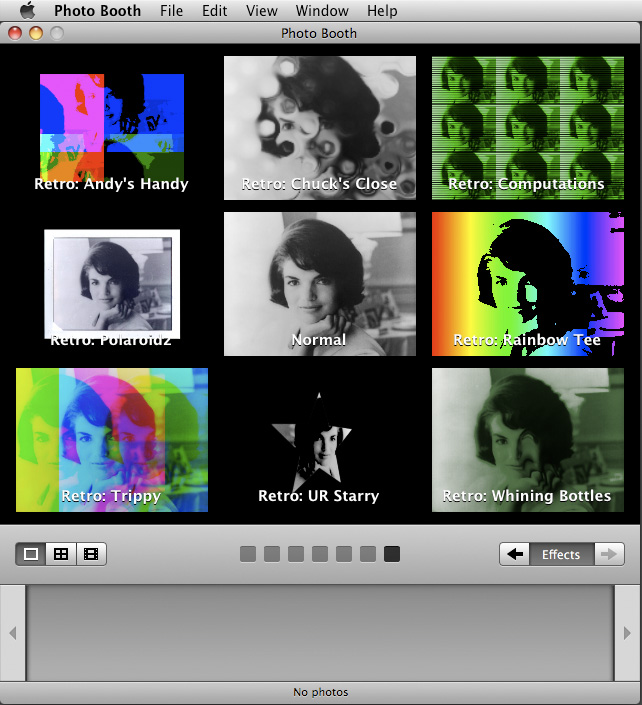 Photo Booth File Edit View Window Help
Photo Booth
Retro: Andy's Handy
Retro: Chuck's Close
Retro: Computations
Retro: Polaroid2
Normal
Retro: Rainbow Tee
Retro: Trippy
Retro: UR Starry
Retro: Whining Bottles
Effects
No photos